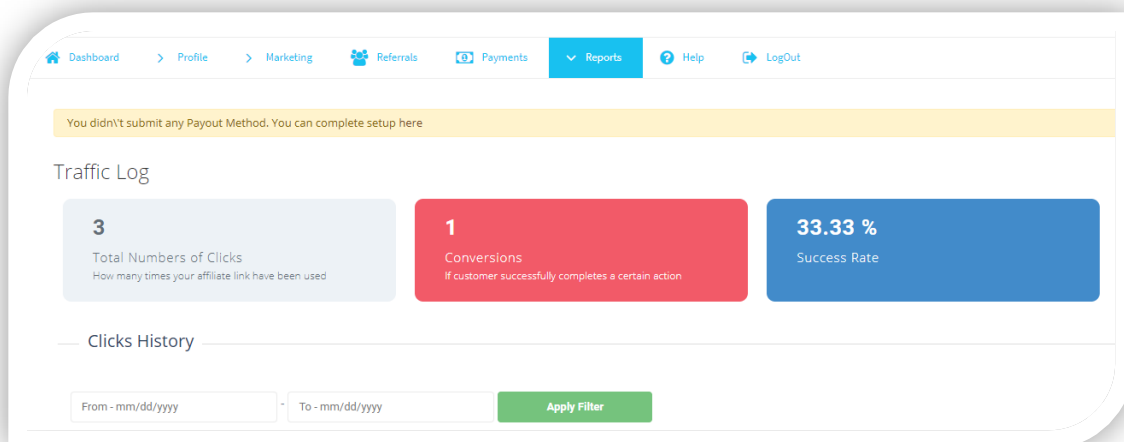 Dashboard Profile Marketing Referrals Payments Reports Help LogOut
You didn\'t submit any Payout Method. You can complete setup here
Traffic Log
3
Total Numbers of Clicks
How many times your affiliate link have been used
1
Conversions
If customer successfully completes a certain action
33.33 %
Success Rate
Clicks History
From - mm/dd/yyyy - To - mm/dd/yyyy Apply Filter